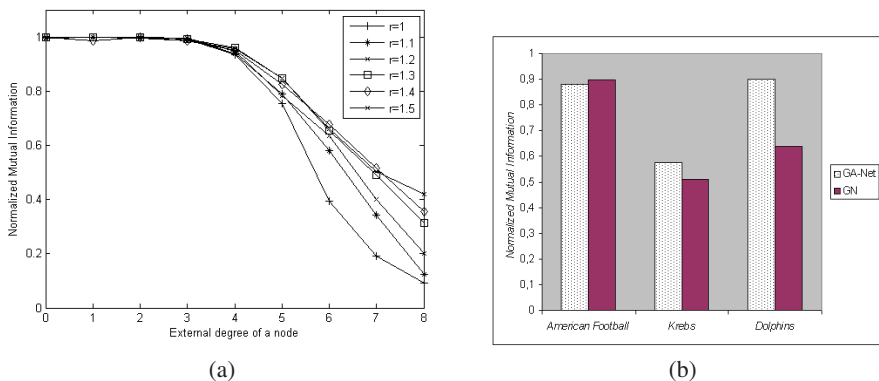 1
0.8
0.6
0.4
0.2
0
0 1 2 3 4 5 6 7 8
Normalized Mutual Information
External degree of a node
r=1
r=1.1
r=1.2
r=1.3
r=1.4
r=1.5
(a)
1
0,9
0,8
0,7
0,6
0,5
0,4
0,3
0,2
0,1
0
Normalized Mutual Information
American Football Krebs Dolphins
GA-Net
GN
(b)